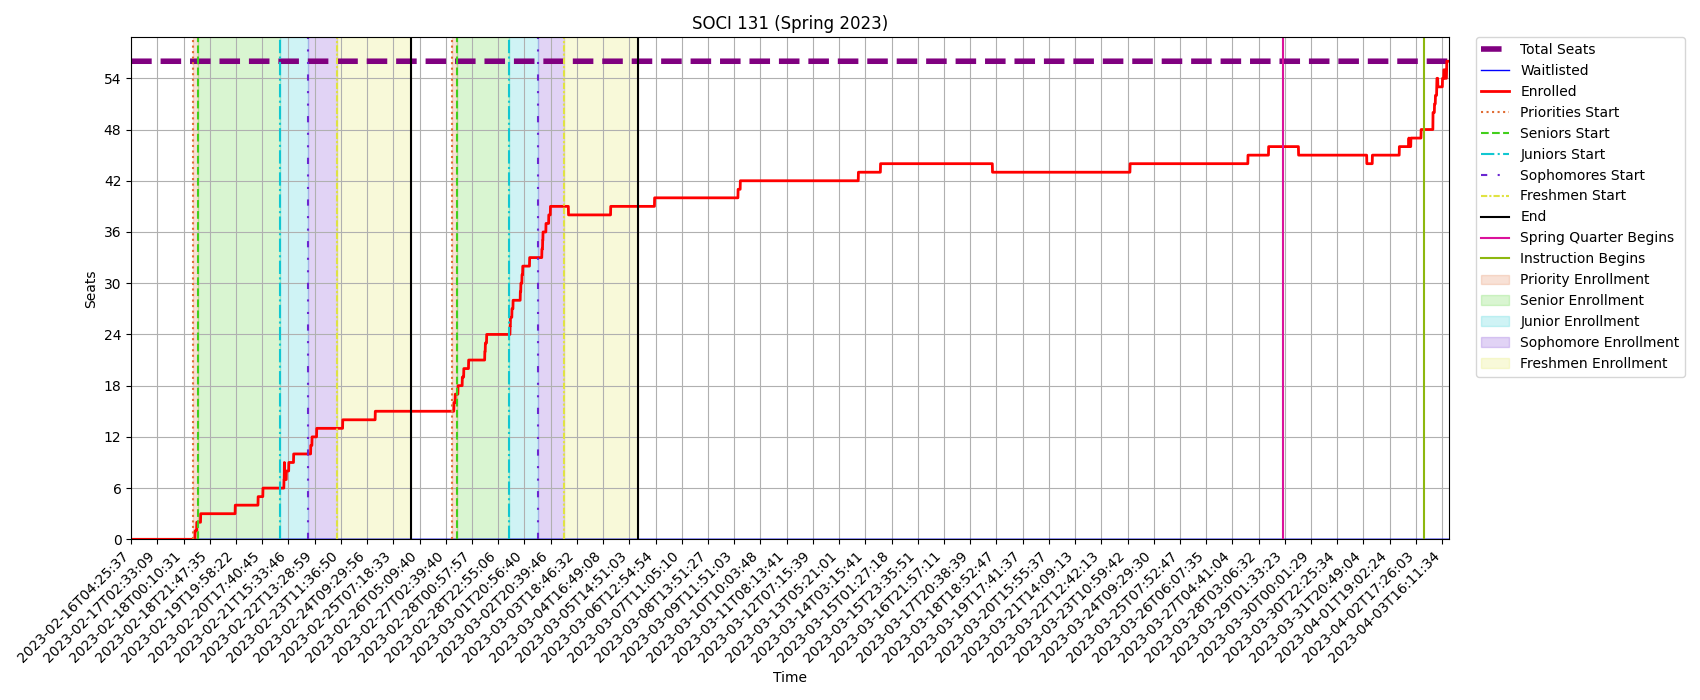 SOCI 131 (Spring 2023)
Seats
54
48
42
36
30
24
18
12
6
0
2023-02-16T04:25:37
2023-02-17T02:33:09
2023-02-18T00:10:31
2023-02-18T21:47:35
2023-02-19T19:58:22
2023-02-20T17:40:45
2023-02-21T15:33:46
2023-02-22T13:28:59
2023-02-23T11:36:50
2023-02-24T09:29:56
2023-02-25T07:18:33
2023-02-26T05:09:40
2023-02-27T02:39:40
2023-02-28T00:57:57
2023-02-28T22:55:06
2023-03-01T20:56:40
2023-03-02T20:39:46
2023-03-03T18:46:32
2023-03-04T16:49:08
2023-03-05T14:51:03
2023-03-06T12:54:54
2023-03-07T11:05:10
2023-03-08T13:51:27
2023-03-09T11:51:03
2023-03-10T10:03:48
2023-03-11T08:13:41
2023-03-12T07:15:39
2023-03-13T05:21:01
2023-03-14T03:15:41
2023-03-15T01:27:18
2023-03-15T23:35:51
2023-03-16T21:57:11
2023-03-17T20:38:39
2023-03-18T18:52:47
2023-03-19T17:41:37
2023-03-20T15:55:37
2023-03-21T14:09:13
2023-03-22T12:42:13
2023-03-23T10:59:42
2023-03-24T09:29:30
2023-03-25T07:52:47
2023-03-26T06:07:35
2023-03-27T04:41:04
2023-03-28T03:06:32
2023-03-29T01:33:23
2023-03-30T00:01:29
2023-03-30T22:25:34
2023-03-31T20:49:04
2023-04-01T19:02:24
2023-04-02T17:26:03
2023-04-03T16:11:34
Time
Total Seats
Waitlisted
Enrolled
Priorities Start
Seniors Start
Juniors Start
Sophomores Start
Freshmen Start
End
Spring Quarter Begins
Instruction Begins
Priority Enrollment
Senior Enrollment
Junior Enrollment
Sophomore Enrollment
Freshmen Enrollment